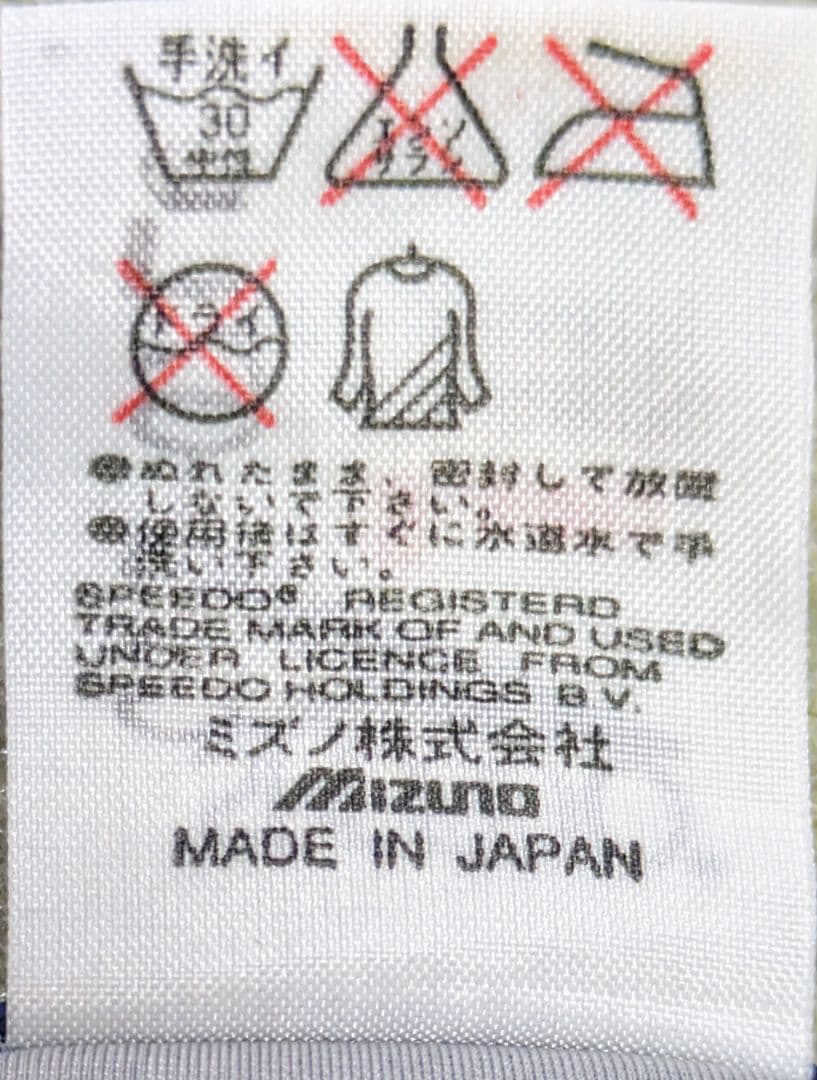 手洗イ
30
中性
エンソ
サラシ
ドライ
●ぬれたまま、密封して放置
しないで下さい。
●使用後はすぐに水道水で手
洗い下さい。
SPEEDO® REGISTERD
TRADE MARK OF AND USED
UNDER LICENCE FROM
SPEEDO HOLDINGS B.V.
ミズノ株式会社
Mizuno
MADE IN JAPAN